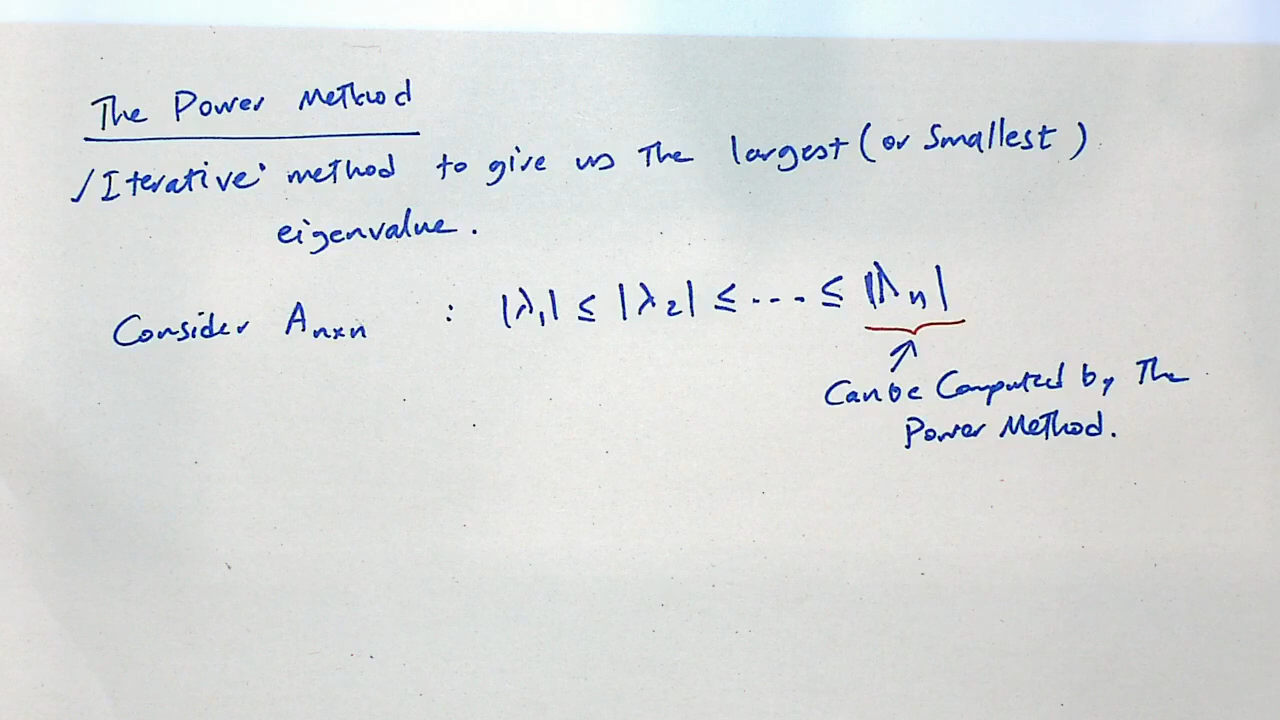 The Power Method
/Iterative method to give us The largest (or Smallest)
eigenvalue.
Consider Aₙₓₙ : |λ₁| ≤ |λ₂| ≤ ---- ≤ |λₙ|
Can be Computed by The
Power Method.